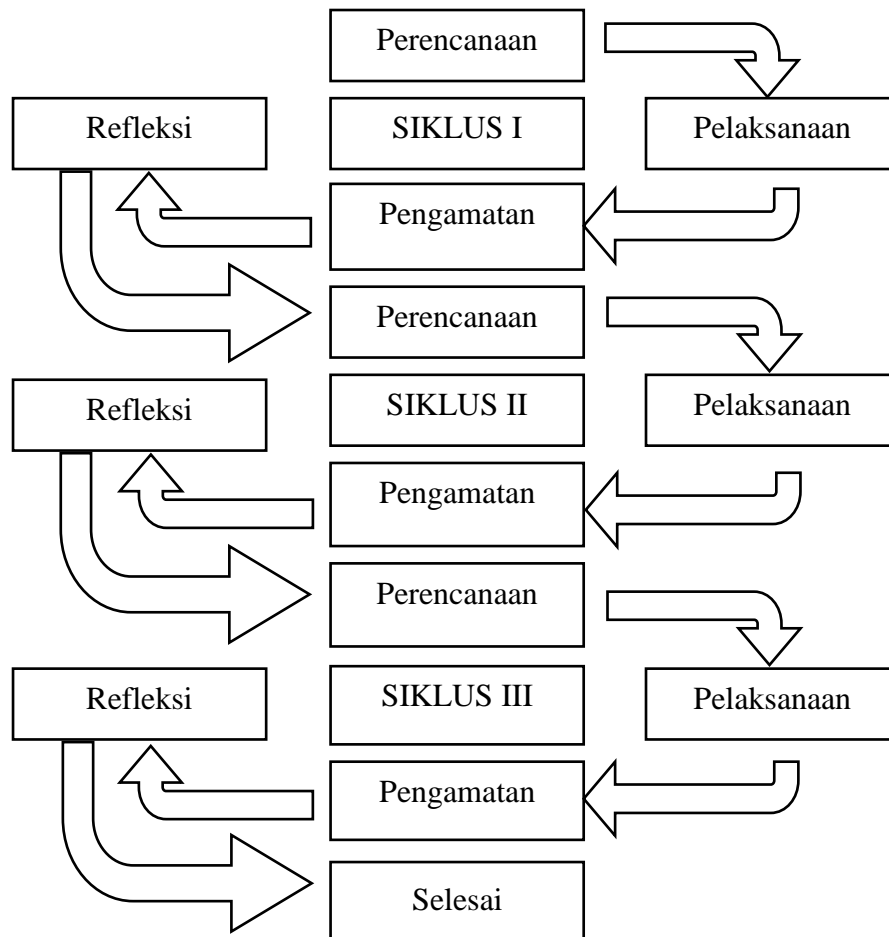 Perencanaan
Refleksi
SIKLUS I
Pelaksanaan
Pengamatan
Perencanaan
Refleksi
SIKLUS II
Pelaksanaan
Pengamatan
Perencanaan
Refleksi
SIKLUS III
Pelaksanaan
Pengamatan
Selesai